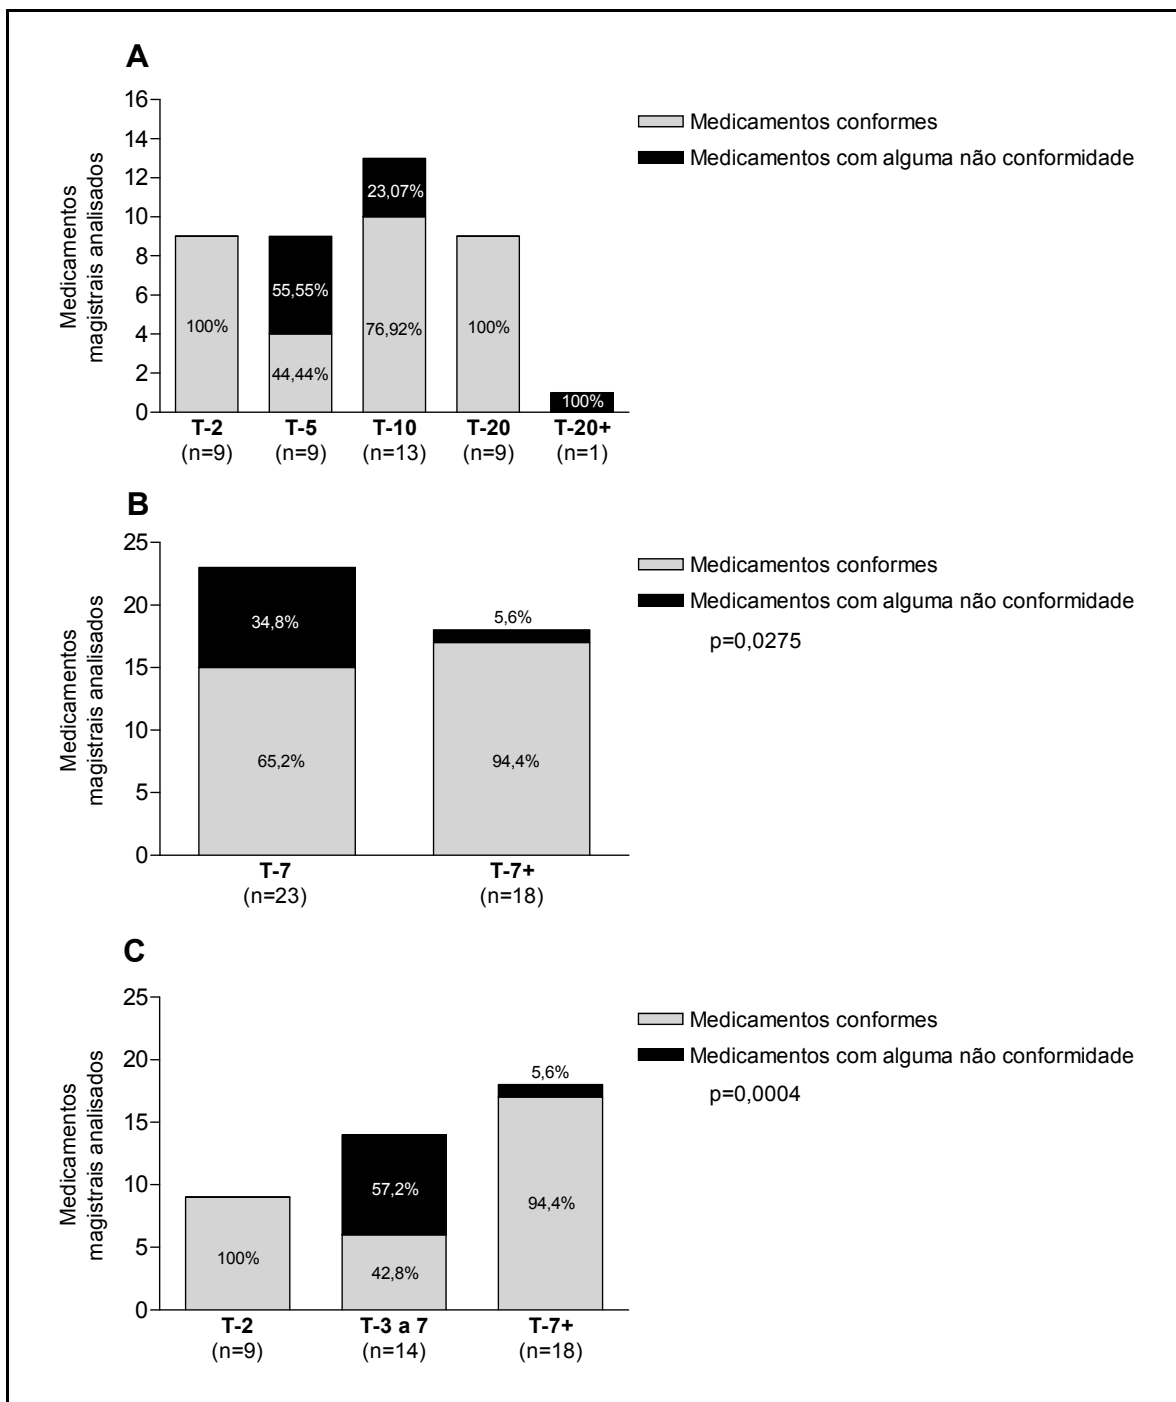 A
Medicamentos
magistrais analisados
16
14
12
10
8
6
4
2
0
100%
55,55%
44,44%
23,07%
76,92%
100%
100%
T-2
T-5
T-10
T-20
T-20+
(n=9)
(n=9)
(n=13)
(n=9)
(n=1)
Medicamentos conformes
Medicamentos com alguma não conformidade
B
Medicamentos
magistrais analisados
25
20
15
10
5
0
34,8%
65,2%
5,6%
94,4%
T-7
T-7+
(n=23)
(n=18)
Medicamentos conformes
Medicamentos com alguma não conformidade
p=0,0275
C
Medicamentos
magistrais analisados
25
20
15
10
5
0
100%
57,2%
42,8%
5,6%
94,4%
T-2
T-3 a 7
T-7+
(n=9)
(n=14)
(n=18)
Medicamentos conformes
Medicamentos com alguma não conformidade
p=0,0004